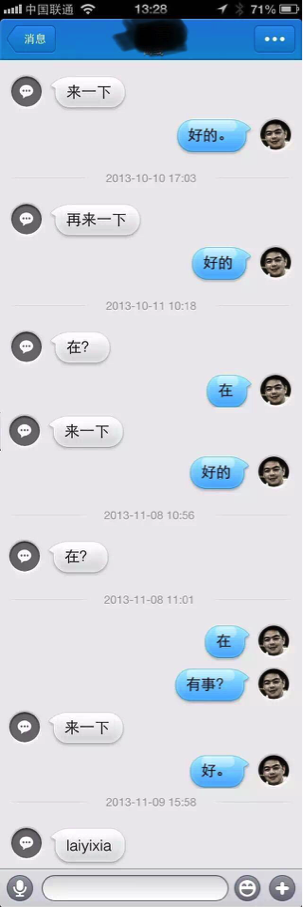 中国联通
13:28
71%
消息
来一下
好的。
2013-10-10 17:03
再来一下
好的
2013-10-11 10:18
在?
在
来一下
好的
2013-11-08 10:56
在?
2013-11-08 11:01
在
有事?
来一下
好。
2013-11-09 15:58
laiyixia